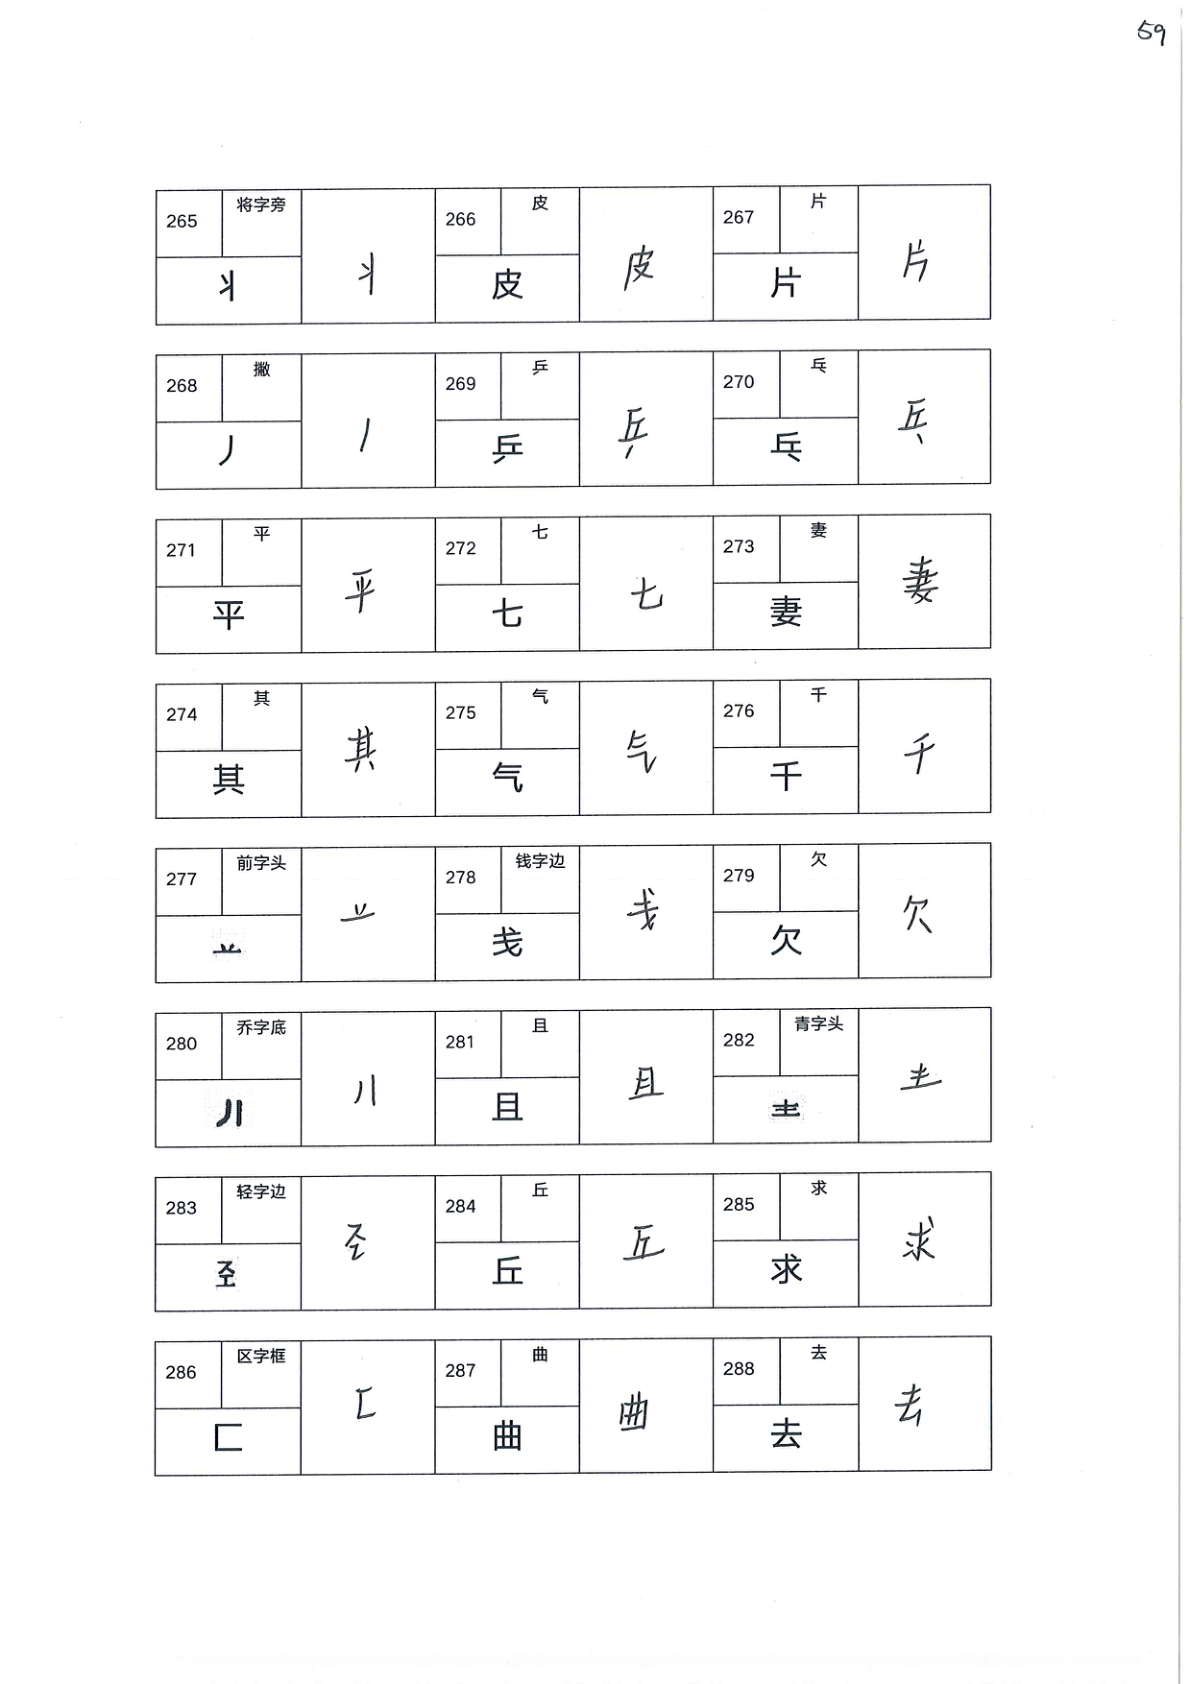 59
265 将字旁 丬 丬 266 皮 皮 皮 267 片 片 片
268 撇 丿 丿 269 乒 乒 乒 270 乓 乓 乓
271 平 平 平 272 七 七 七 273 妻 妻 妻
274 其 其 其 275 气 气 气 276 千 千 千
277 前字头 䒑 䒑 278 钱字边 戋 戋 279 欠 欠 欠
280 乔字底 〢 〢 281 且 且 且 282 青字头 龶 龶
283 轻字边 𢀖 𢀖 284 丘 丘 丘 285 求 求 求
286 区字框 匚 匚 287 曲 曲 曲 288 去 去 去